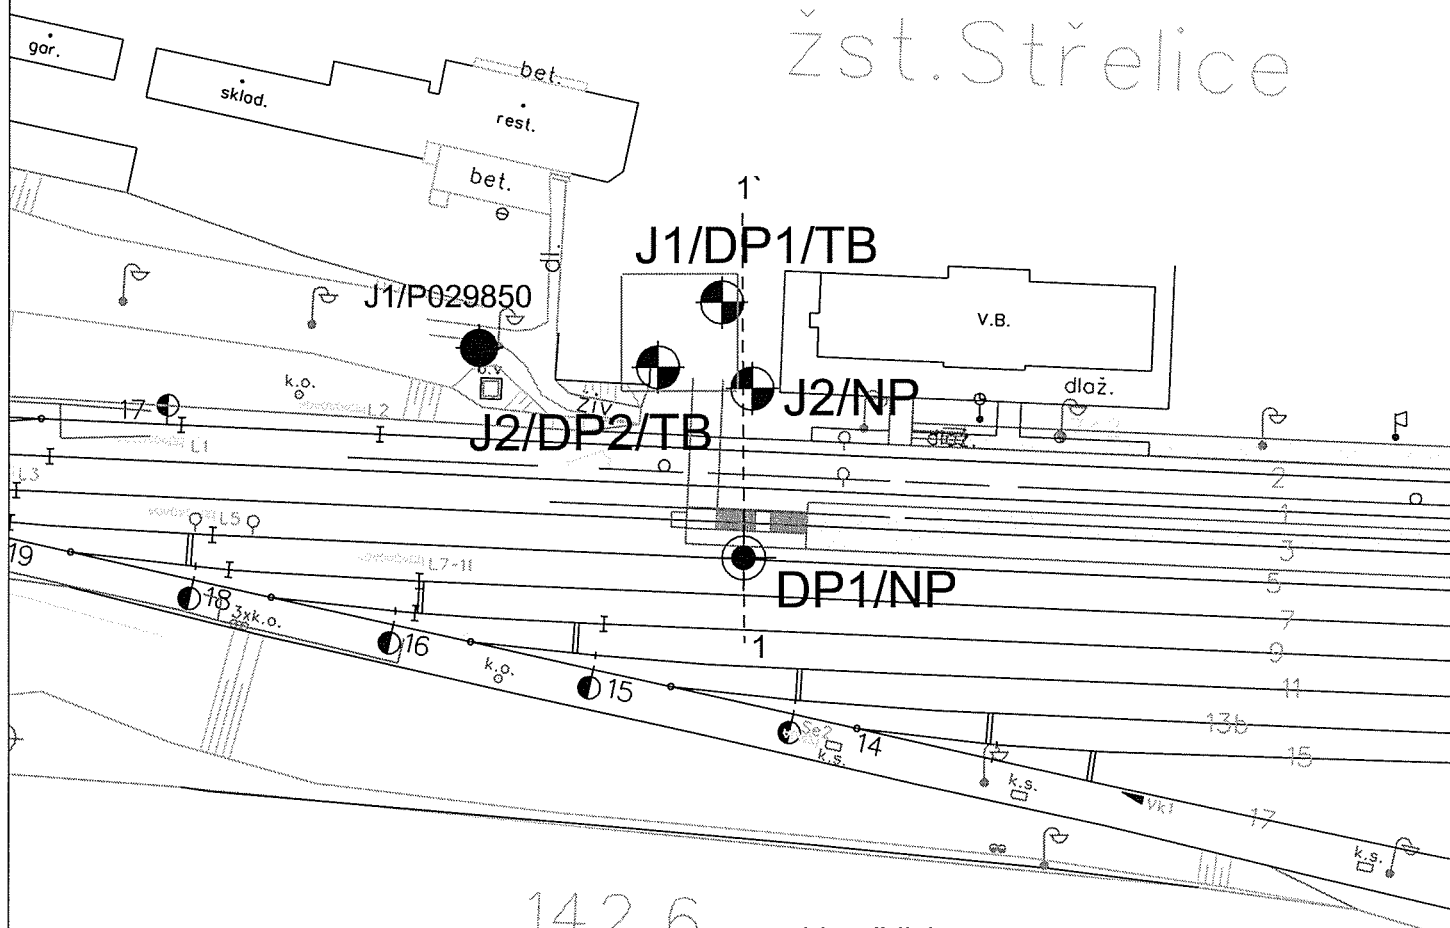 žst.Střelice
gar.
sklad.
bet.
rest.
bet.
1`
J1/DP1/TB
J1/P029850
V.B.
k.o.
dlaž.
17
L2
J2/NP
J2/DP2/TB
L1
dlaž.
L3
2
L5
1
19
L7-11
3
5
DP1/NP
18
3xk.o.
7
16
1
9
k.o.
15
11
Se2
14
13b
k.s.
15
k.s.
Vk1
17
k.s.
142,6